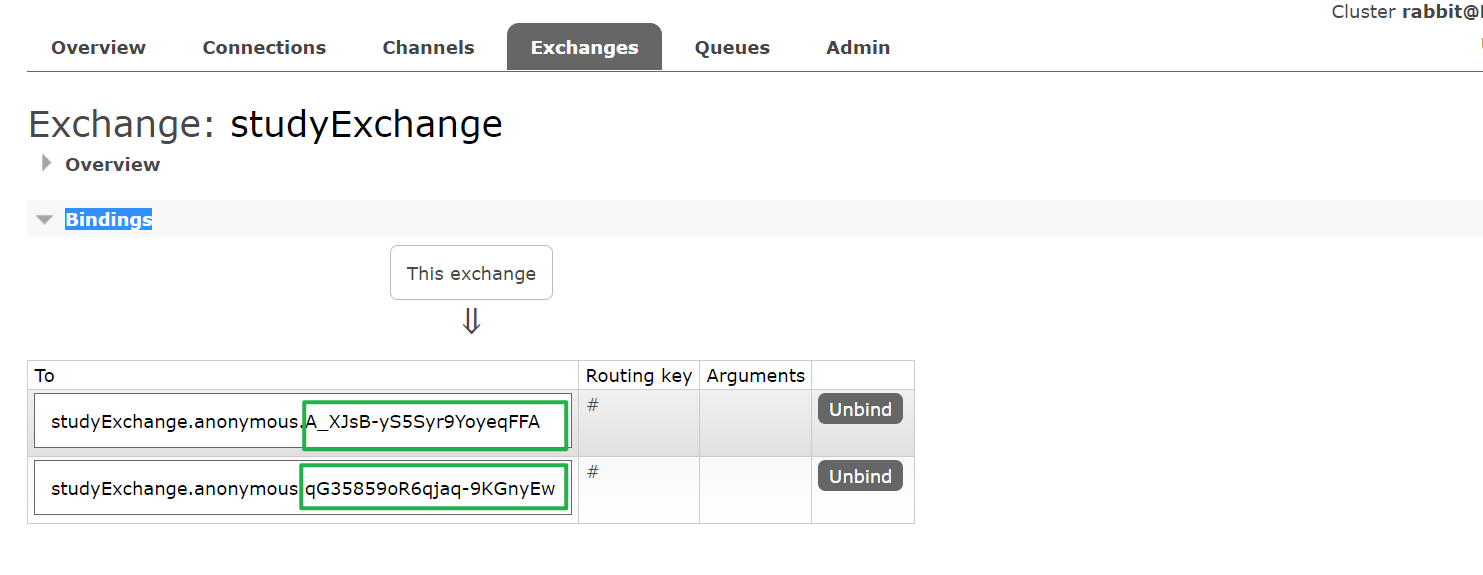 Cluster rabbit@
Overview Connections Channels Exchanges Queues Admin
Exchange: studyExchange
Overview
Bindings
This exchange
⇓
To Routing key Arguments
studyExchange.anonymous.A_XJsB-yS5Syr9YoyeqFFA # Unbind
studyExchange.anonymous.qG35859oR6qjaq-9KGnyEw # Unbind